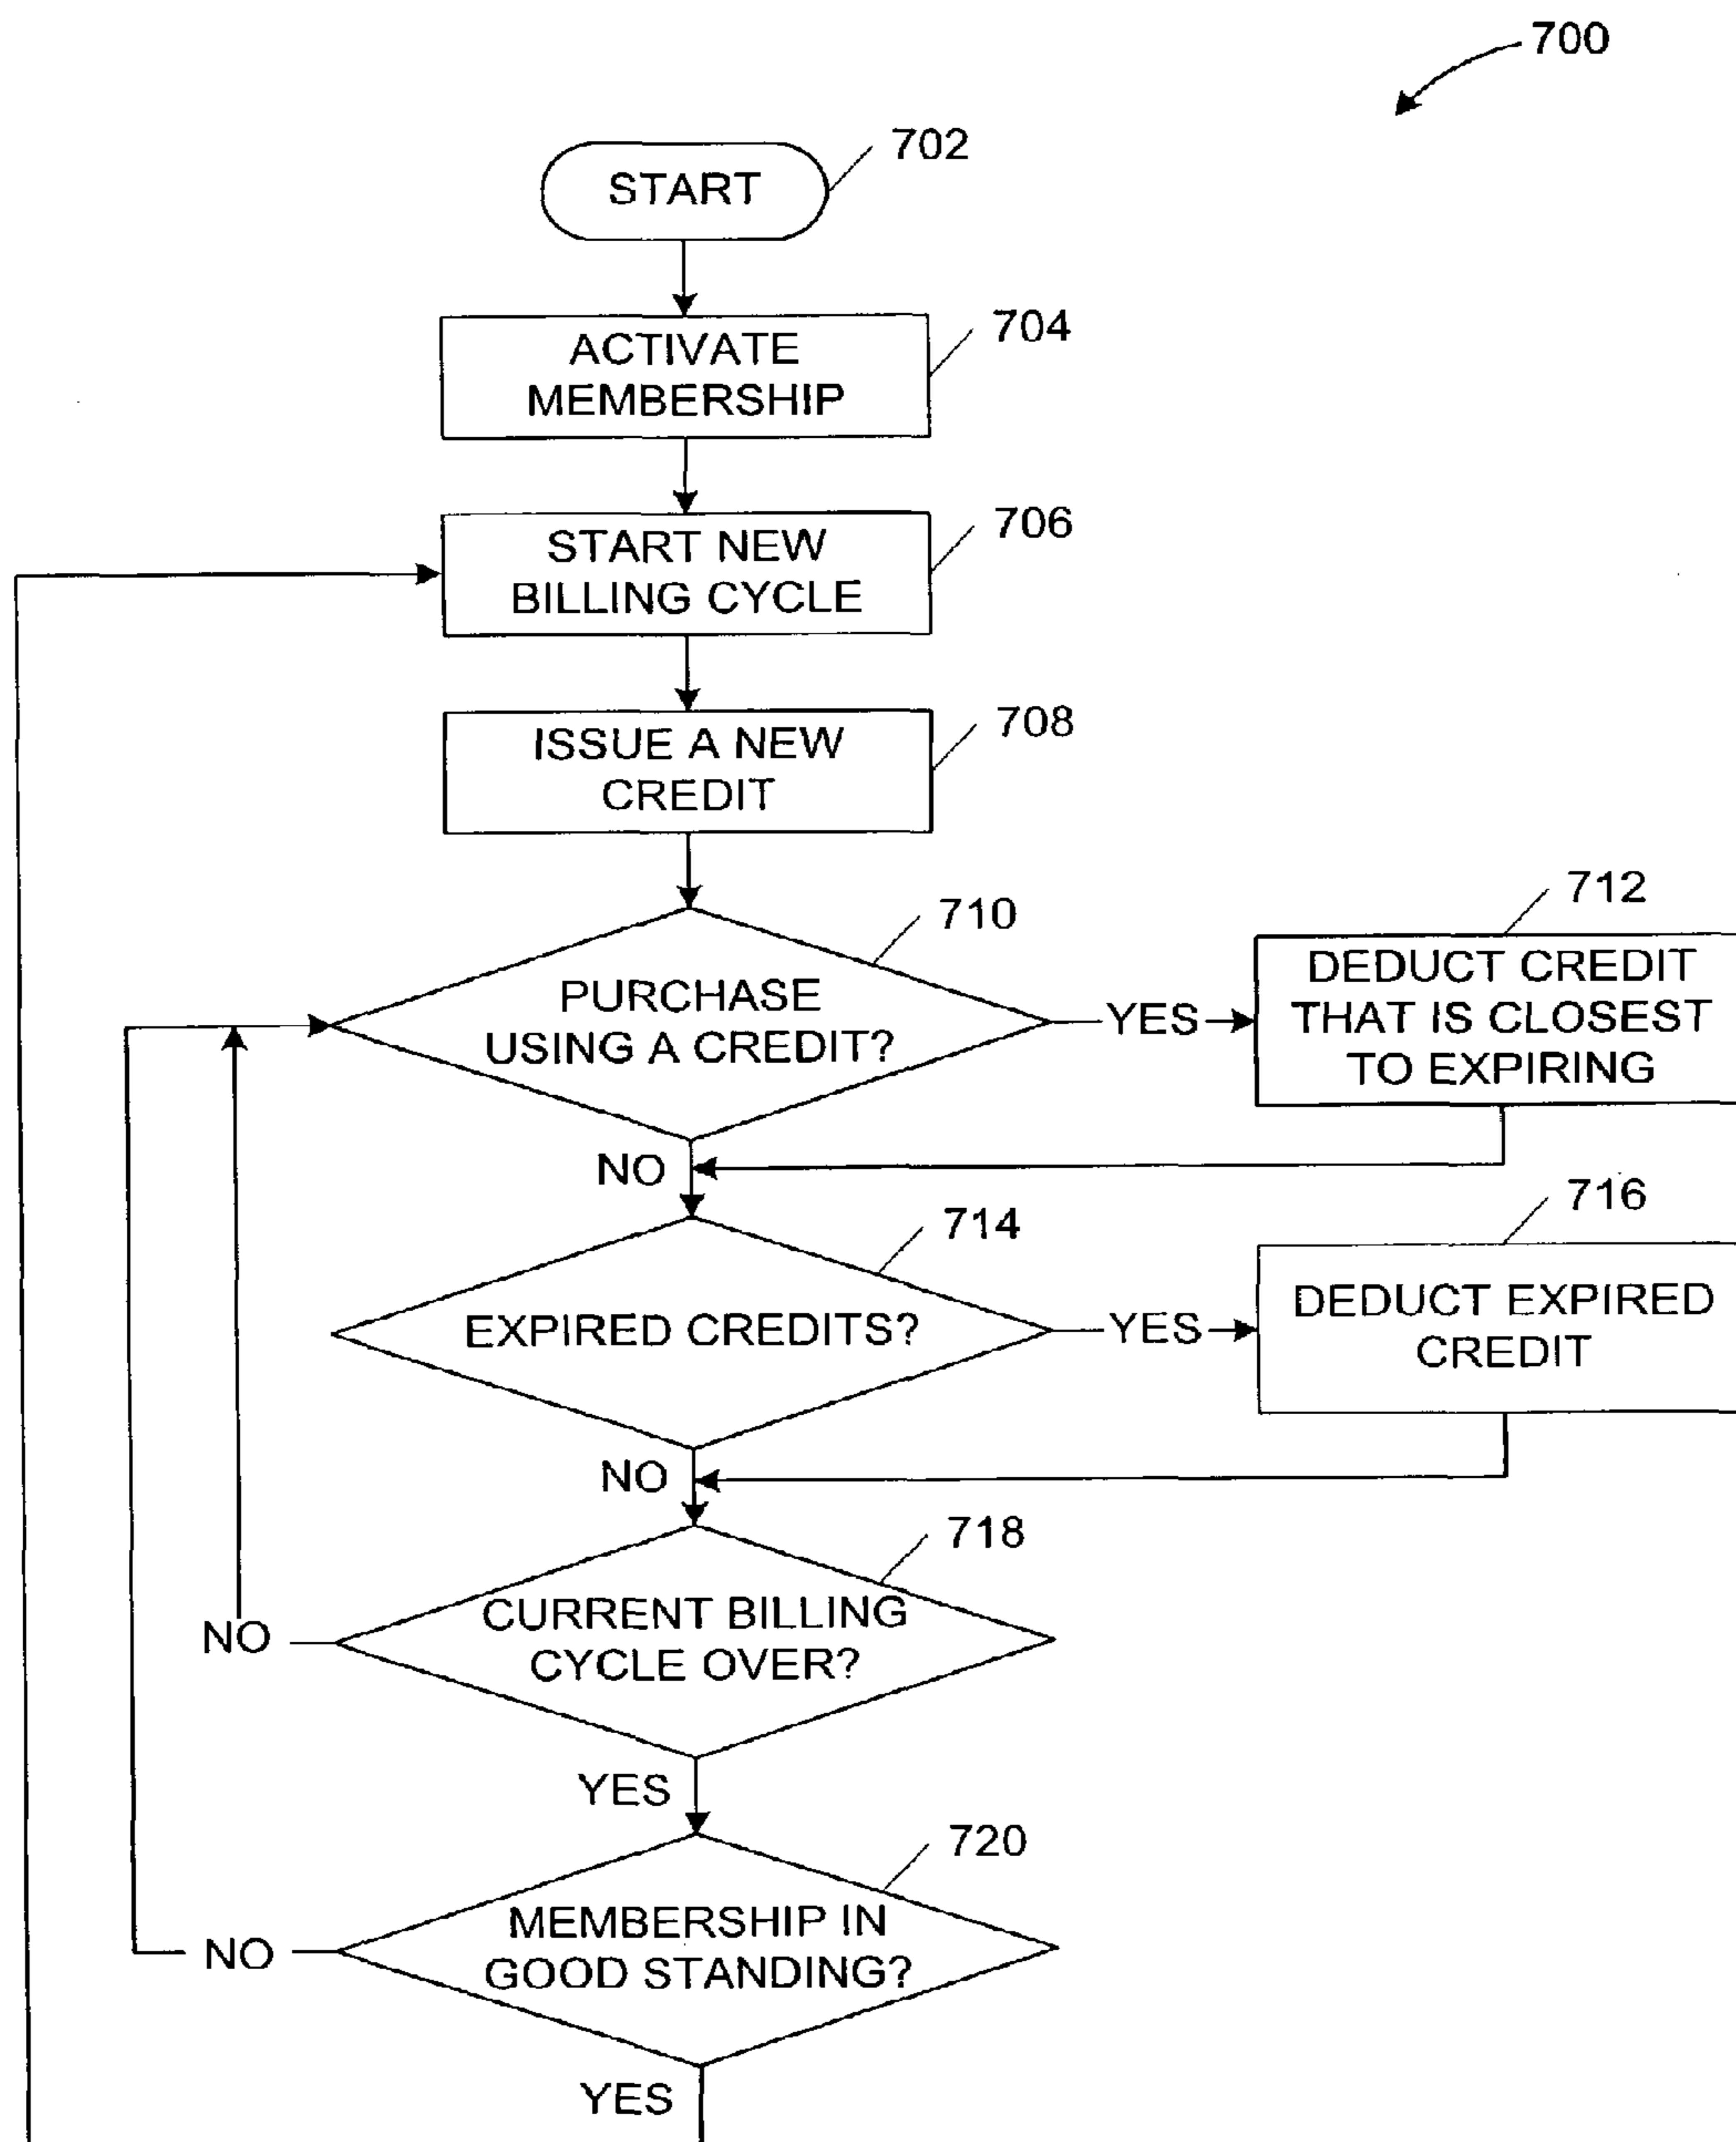 700
702
START
704
ACTIVATE
MEMBERSHIP
706
START NEW
BILLING CYCLE
708
ISSUE A NEW
CREDIT
710
PURCHASE
USING A CREDIT?
YES
712
DEDUCT CREDIT
THAT IS CLOSEST
TO EXPIRING
NO
714
EXPIRED CREDITS?
YES
716
DEDUCT EXPIRED
CREDIT
NO
718
CURRENT BILLING
CYCLE OVER?
NO
YES
720
MEMBERSHIP IN
GOOD STANDING?
NO
YES